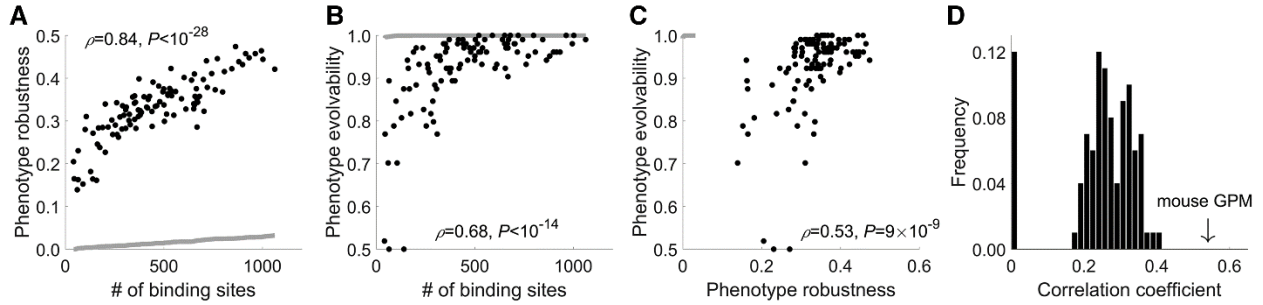 A
ρ=0.84, P<10⁻²⁸
Phenotype robustness
0.5
0.4
0.3
0.2
0.1
0.0
0
500
1000
# of binding sites
B
Phenotype evolvability
1.0
0.9
0.8
0.7
0.6
0.5
ρ=0.68, P<10⁻¹⁴
0
500
1000
# of binding sites
C
Phenotype evolvability
1.0
0.9
0.8
0.7
0.6
0.5
ρ=0.53, P=9×10⁻⁹
0
0.2
0.4
0.6
Phenotype robustness
D
Frequency
0.12
0.08
0.04
0.00
mouse GPM
0
0.2
0.4
0.6
Correlation coefficient